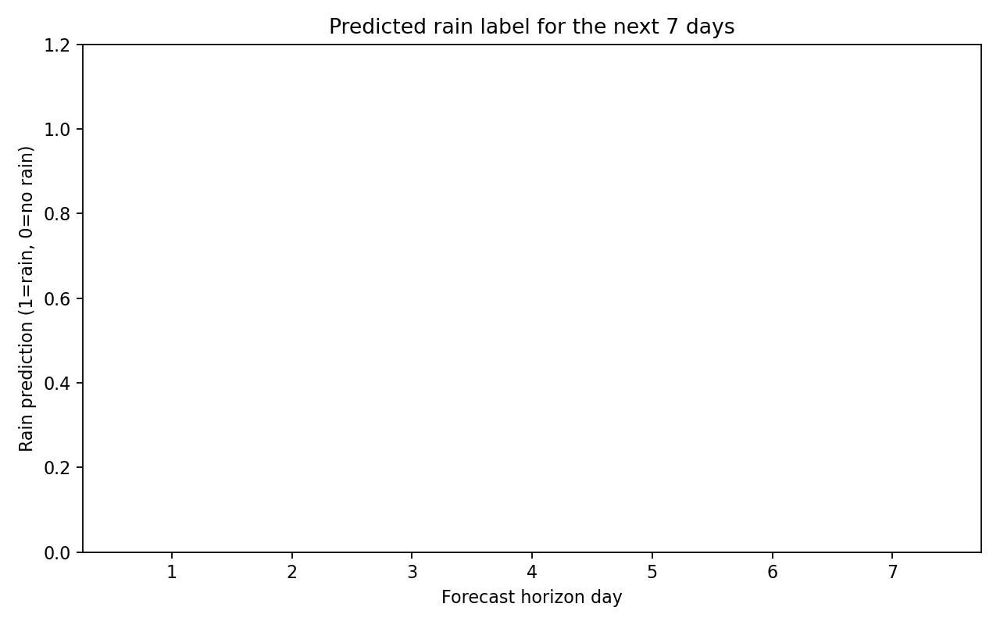 Predicted rain label for the next 7 days
1.2
1.0
0.8
0.6
0.4
0.2
0.0
Rain prediction (1=rain, 0=no rain)
1 2 3 4 5 6 7
Forecast horizon day